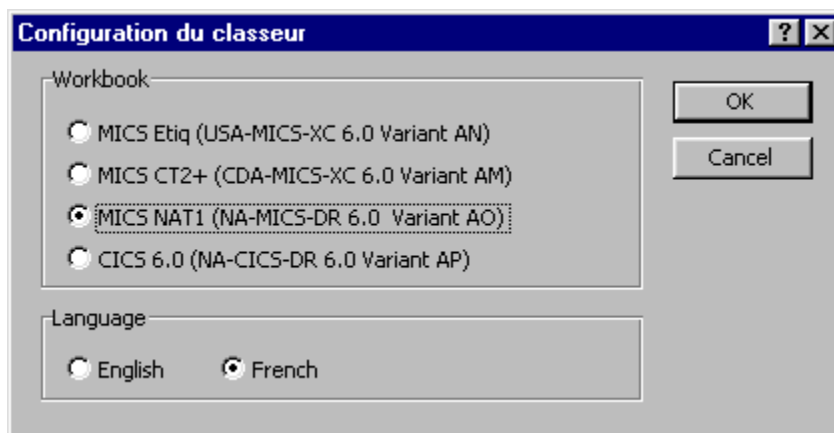 Configuration du classeur
Workbook
MICS Etiq (USA-MICS-XC 6.0 Variant AN)
MICS CT2+ (CDA-MICS-XC 6.0 Variant AM)
MICS NAT1 (NA-MICS-DR 6.0  Variant AO)
CICS 6.0 (NA-CICS-DR 6.0 Variant AP)
OK
Cancel
Language
English French